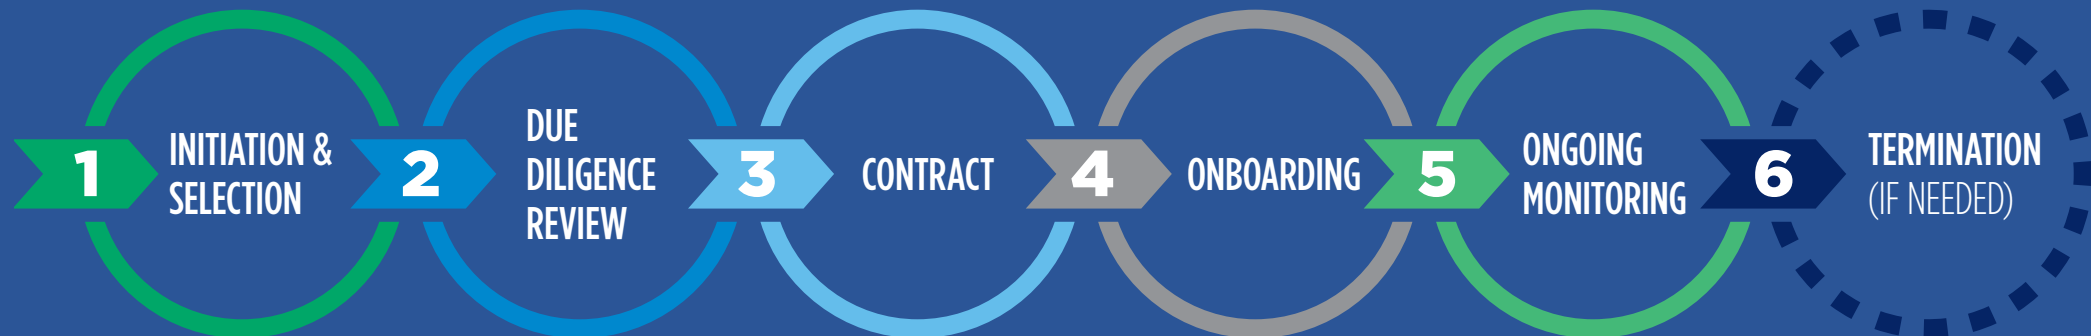 1
INITIATION &
SELECTION
2
DUE
DILIGENCE
REVIEW
3
CONTRACT
4
ONBOARDING
5
ONGOING
MONITORING
6
TERMINATION
(IF NEEDED)